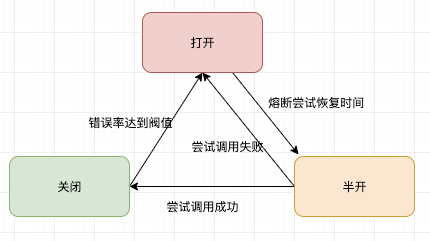 打开
熔断尝试恢复时间
错误率达到阀值
尝试调用失败
关闭
半开
尝试调用成功